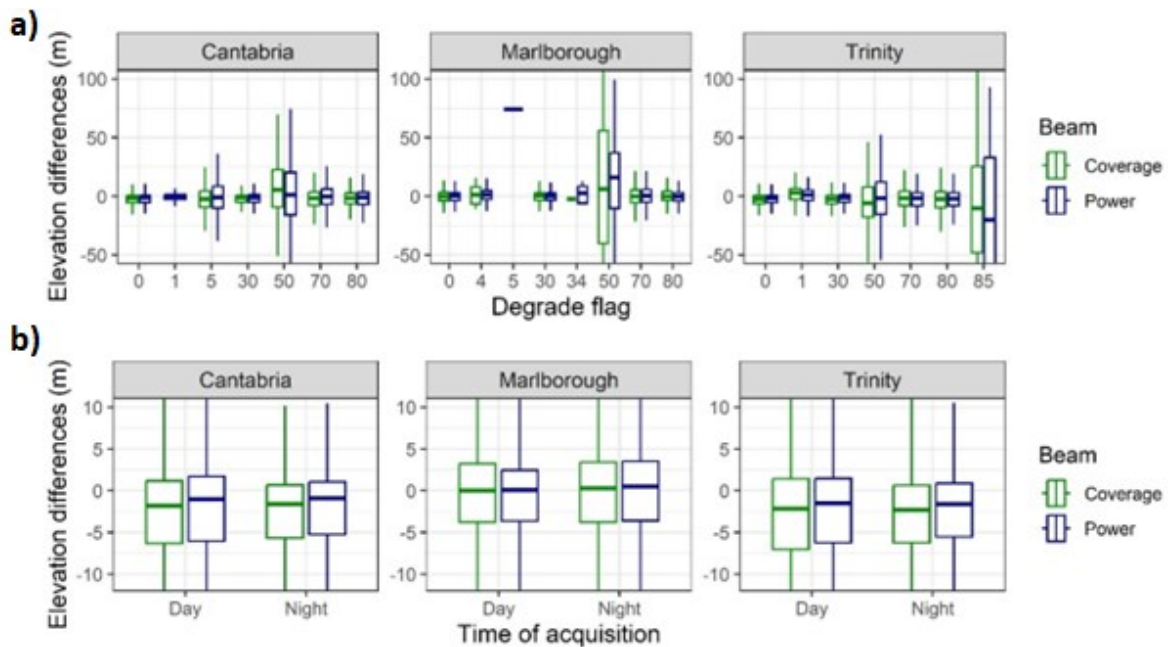 a)
Cantabria Marlborough Trinity
Elevation differences (m)
100
50
0
-50
0 1 5 30 50 70 80
0 4 5 30 34 50 70 80
0 1 30 50 70 80 85
Degrade flag
Beam
Coverage
Power
b)
Cantabria Marlborough Trinity
Elevation differences (m)
10
5
0
-5
-10
Day Night Day Night Day Night
Time of acquisition
Beam
Coverage
Power